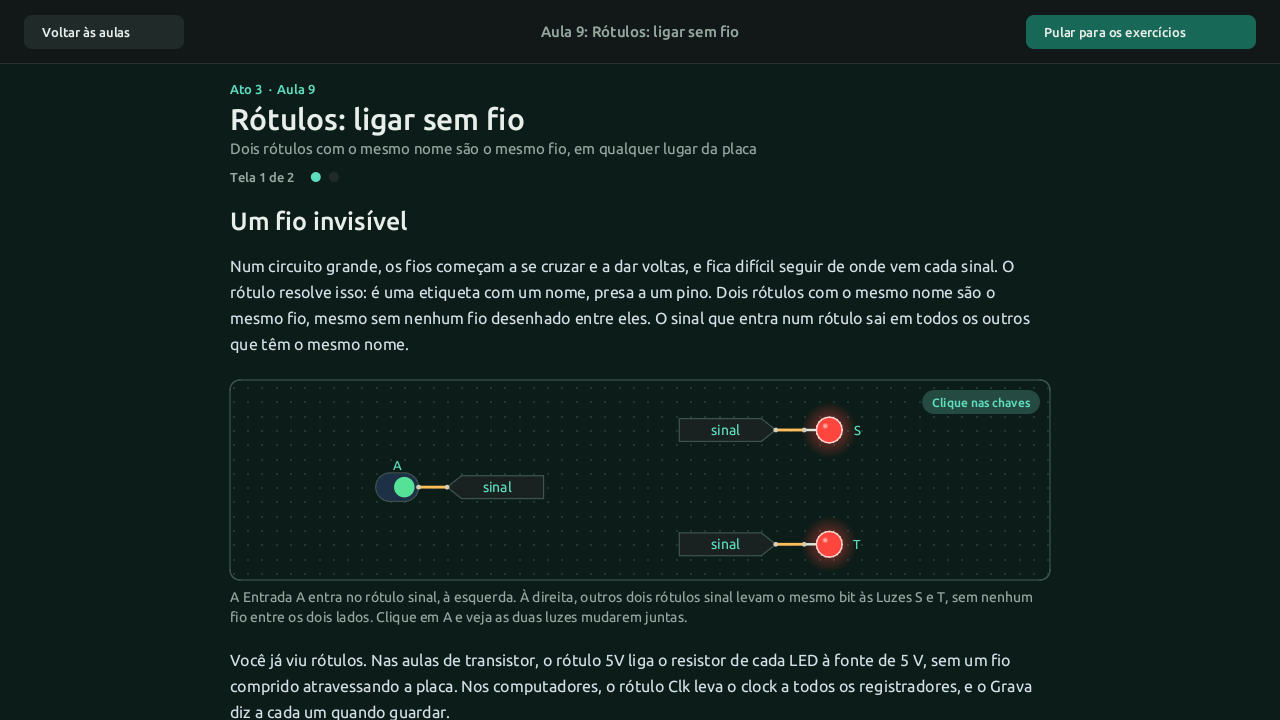 Voltar às aulas
Aula 9: Rótulos: ligar sem fio
Pular para os exercícios
Ato 3 · Aula 9
Rótulos: ligar sem fio
Dois rótulos com o mesmo nome são o mesmo fio, em qualquer lugar da placa
Tela 1 de 2
Um fio invisível
Num circuito grande, os fios começam a se cruzar e a dar voltas, e fica difícil seguir de onde vem cada sinal. O
rótulo resolve isso: é uma etiqueta com um nome, presa a um pino. Dois rótulos com o mesmo nome são o
mesmo fio, mesmo sem nenhum fio desenhado entre eles. O sinal que entra num rótulo sai em todos os outros
que têm o mesmo nome.
Clique nas chaves
sinal
S
A
sinal
sinal
T
A Entrada A entra no rótulo sinal, à esquerda. À direita, outros dois rótulos sinal levam o mesmo bit às Luzes S e T, sem nenhum
fio entre os dois lados. Clique em A e veja as duas luzes mudarem juntas.
Você já viu rótulos. Nas aulas de transistor, o rótulo 5V liga o resistor de cada LED à fonte de 5 V, sem um fio
comprido atravessando a placa. Nos computadores, o rótulo Clk leva o clock a todos os registradores, e o Grava
diz a cada um quando guardar.